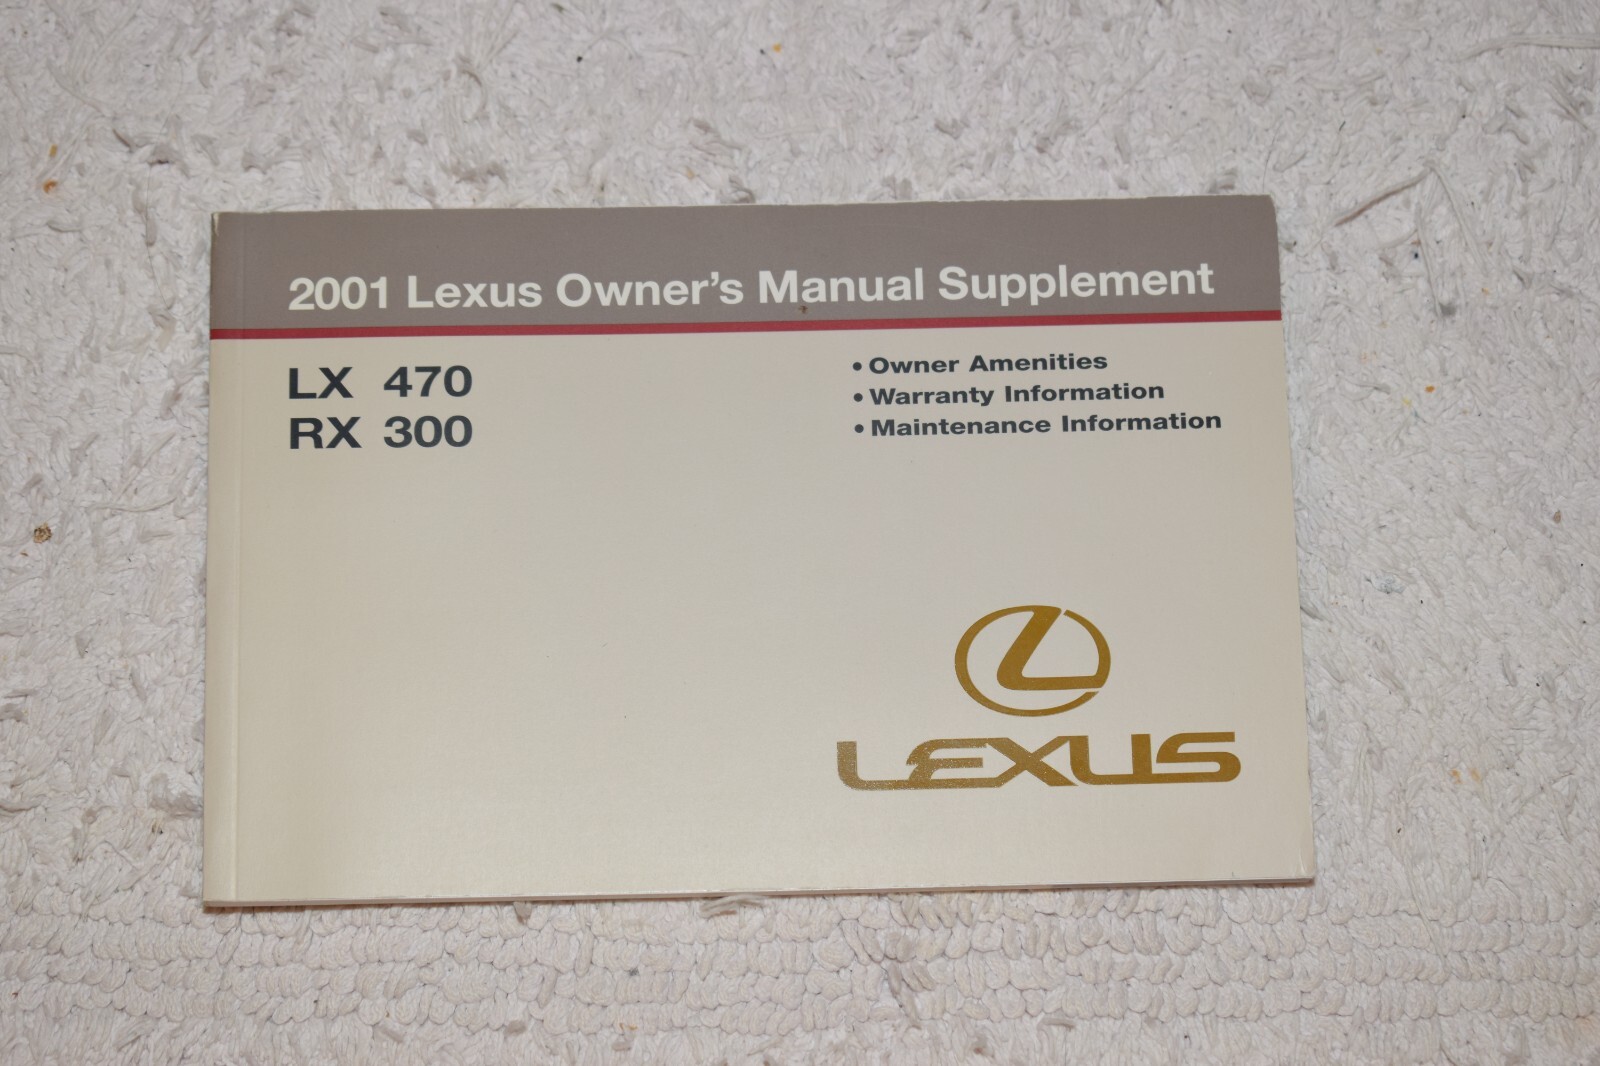 2001 Lexus Owner's Manual Supplement
LX 470
RX 300
• Owner Amenities
• Warranty Information
• Maintenance Information
LEXUS